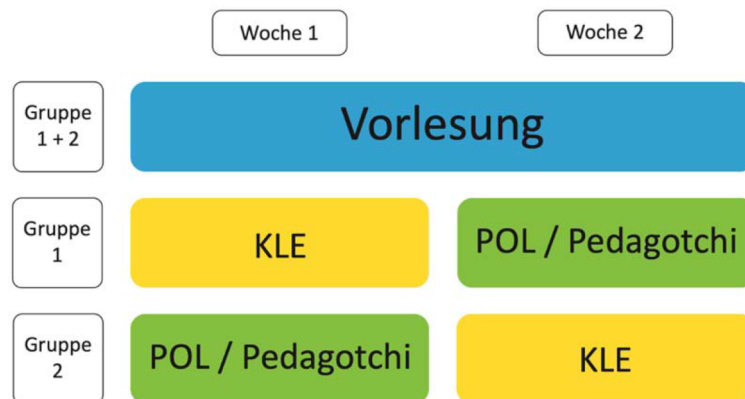 Woche 1
Woche 2
Gruppe
1 + 2
Vorlesung
Gruppe
1
KLE
POL / Pedagotchi
Gruppe
2
POL / Pedagotchi
KLE